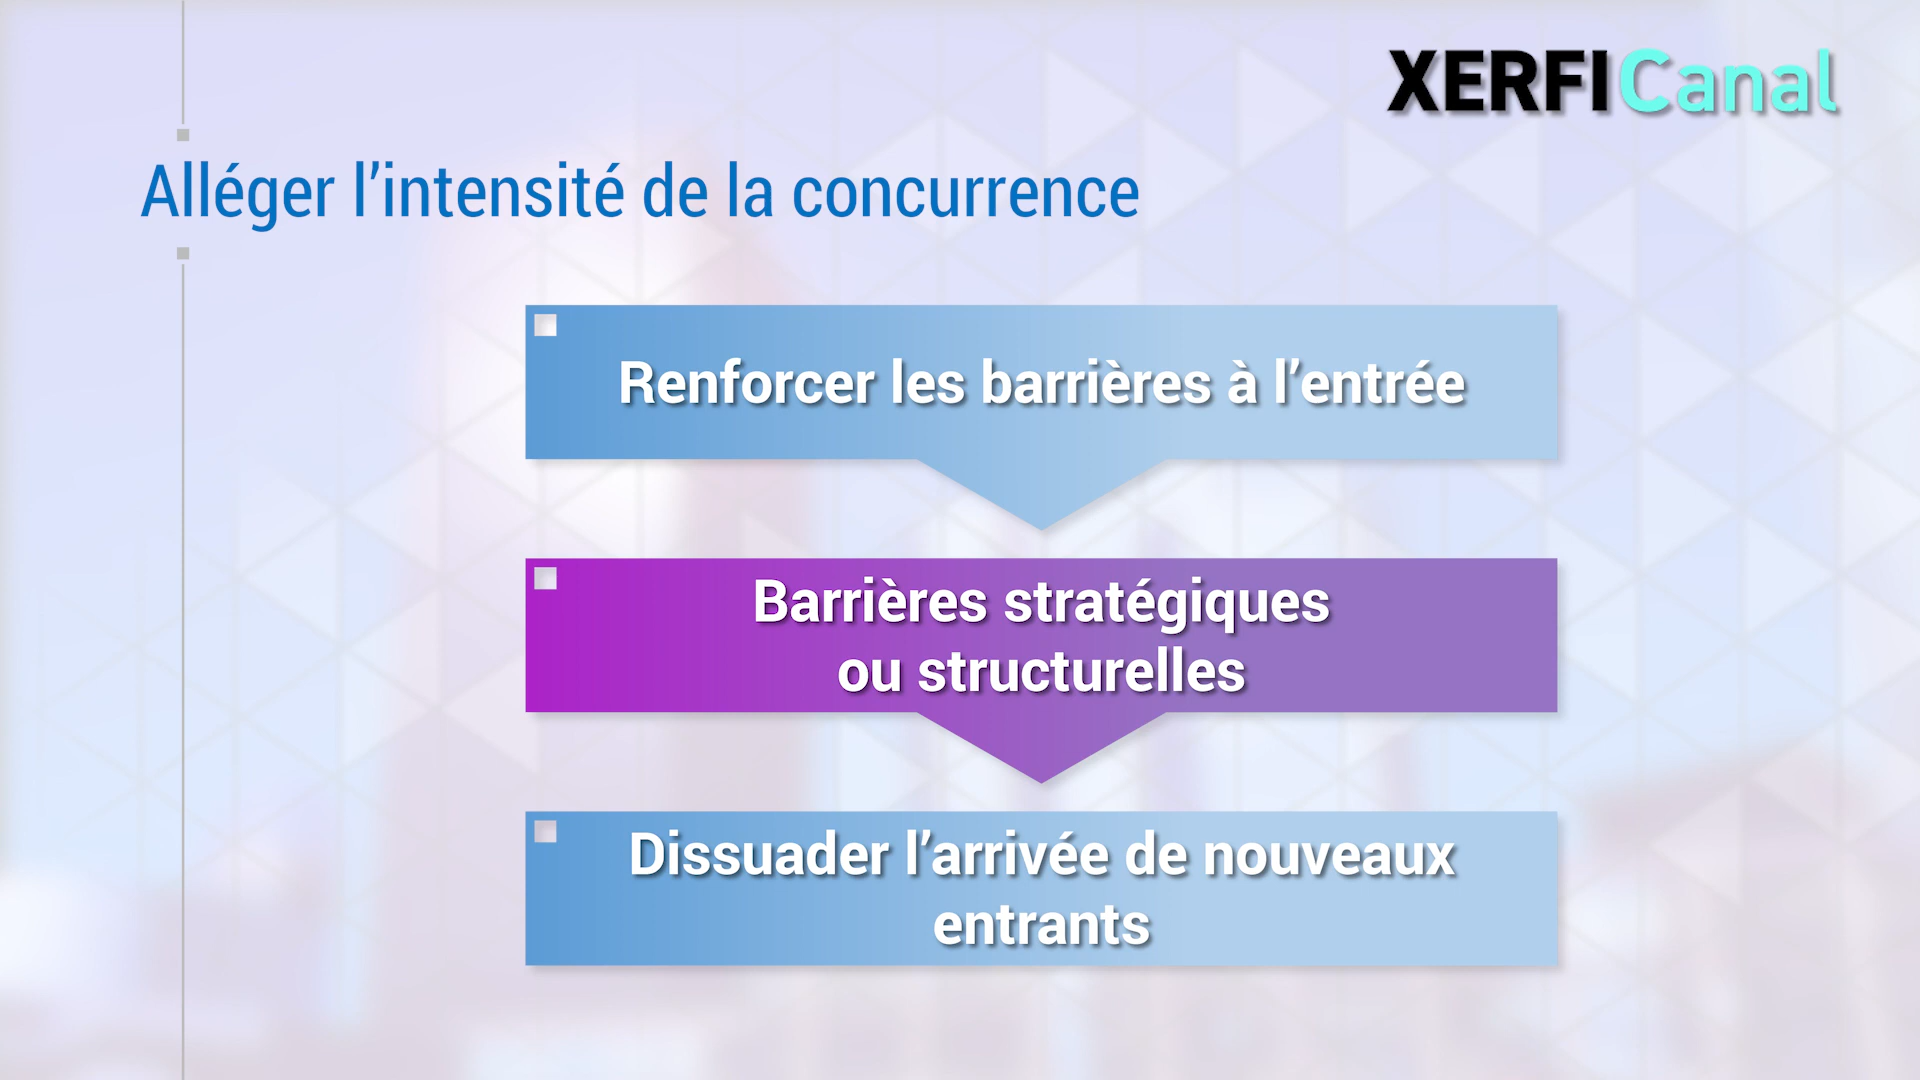 XERFI Canal
Alléger l’intensité de la concurrence
Renforcer les barrières à l’entrée
Barrières stratégiques
ou structurelles
Dissuader l’arrivée de nouveaux
entrants